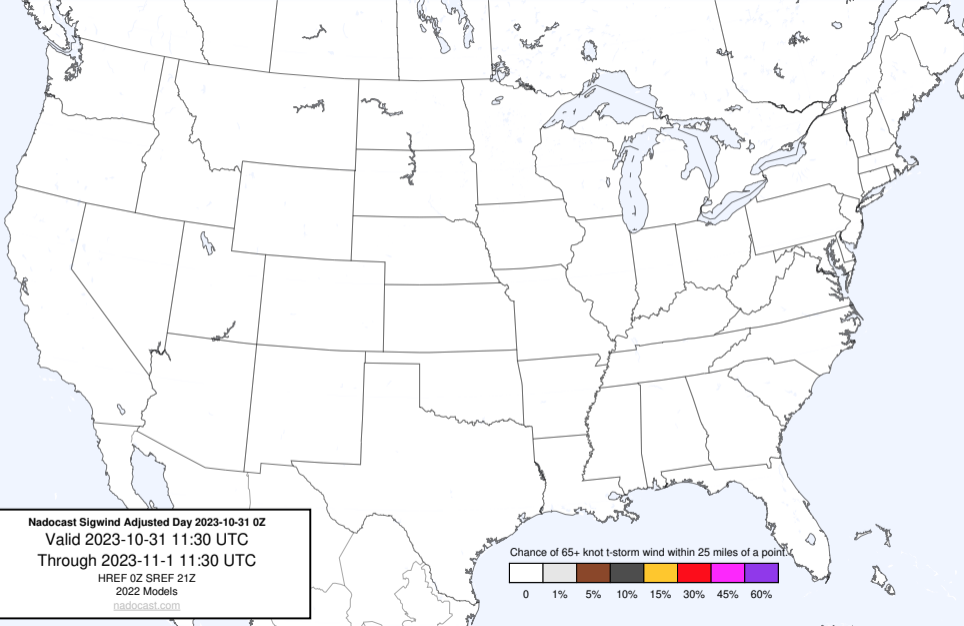 Nadocast Sigwind Adjusted Day 2023-10-31 0Z
Valid 2023-10-31 11:30 UTC
Through 2023-11-1 11:30 UTC
HREF 0Z SREF 21Z
2022 Models
nadocast.com
Chance of 65+ knot t-storm wind within 25 miles of a point.
0 1% 5% 10% 15% 30% 45% 60%